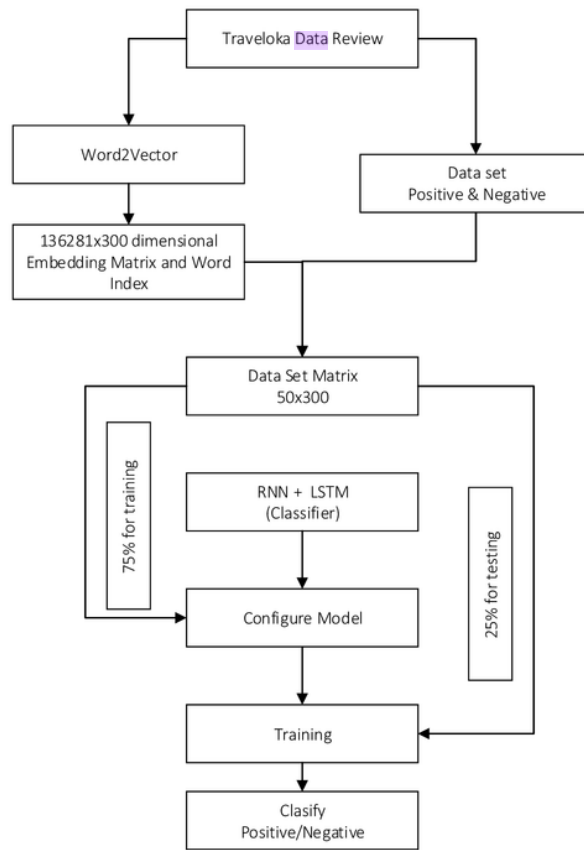 Traveloka Data Review
Word2Vector
Data set
Positive & Negative
136281x300 dimensional
Embedding Matrix and Word
Index
Data Set Matrix
50x300
75% for training
RNN + LSTM
(Classifier)
25% for testing
Configure Model
Training
Clasify
Positive/Negative